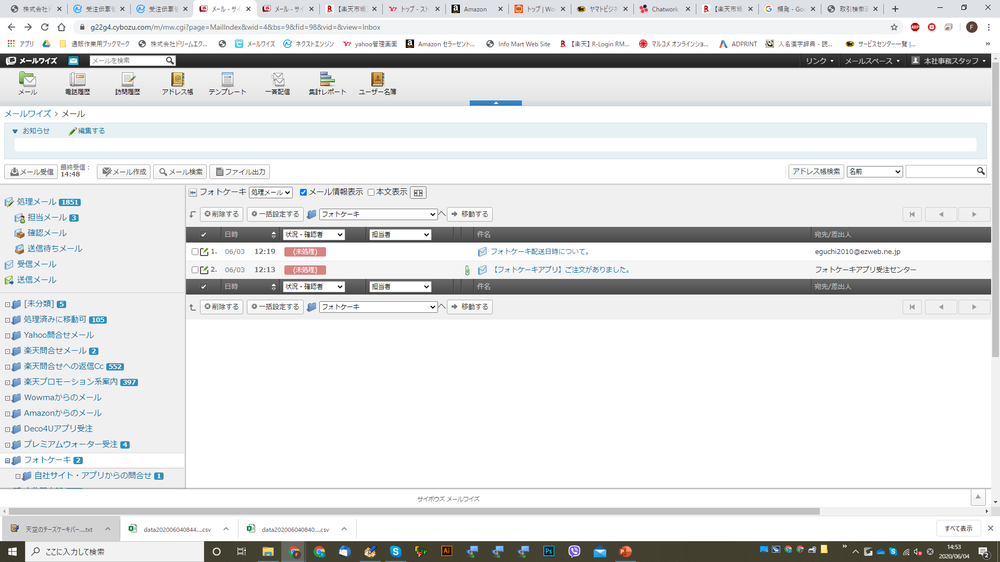 株式会社ド
受注伝票管
受注伝票管
メール - サイ
メール - サイ
【楽天市場】
トップ - スト
Amazon
トップ | Wo
ヤマトビジネ
Chatwork
【楽天市場
頻発 - Goo
取引検索画
g22g4.cybozu.com/m/mw.cgi?page=MailIndex&wid=4&bs=9&fid=98&vid=&view=Inbox
ABP
F
アプリ
通販作業用ブックマーク
株式会社ドリームエク...
メールワイズ
ネクストエンジン
yahoo管理画面
Amazon セラーセント...
Info Mart Web Site
【楽天】R-Login RM...
マルコメ オンラインショ...
ADPRINT
人名漢字辞典 - 読...
サービスセンター一覧 |...
»
メールワイズ
メールを検索
リンク
メールスペース
本社事務スタッフ
メール
電話履歴
訪問履歴
アドレス帳
テンプレート
一斉配信
集計レポート
ユーザー名簿
メールワイズ > メール
お知らせ
編集する
メール受信
最終受信：
14:48
メール作成
メール検索
ファイル出力
アドレス帳検索
名前
処理メール 1851
担当メール 3
確認メール
送信待ちメール
受信メール
送信メール
[未分類] 5
処理済みに移動可 105
Yahoo問合せメール
楽天問合せメール 2
楽天問合せへの返信Cc 552
楽天プロモーション系案内 397
Wowmaからのメール
Amazonからのメール
Deco4Uアプリ受注
プレミアムウォーター受注 4
フォトケーキ 2
自社サイト・アプリからの問合せ 1
フォトケーキ 処理メール メール情報表示 本文表示
削除する 一括設定する フォトケーキ へ 移動する
日時 状況・確認者 担当者 件名 宛先/差出人
1. 06/03 12:19 (未処理) フォトケーキ配送日時について。 eguchi2010@ezweb.ne.jp
2. 06/03 12:13 (未処理) 【フォトケーキアプリ】ご注文がありました。 フォトケーキアプリ受注センター
日時 状況・確認者 担当者 件名 宛先/差出人
削除する 一括設定する フォトケーキ へ 移動する
サイボウズ メールワイズ
天空のチーズケーキバー....txt
data202006040844....csv
data202006040840....csv
すべて表示
ここに入力して検索
14:53
2020/06/04
2